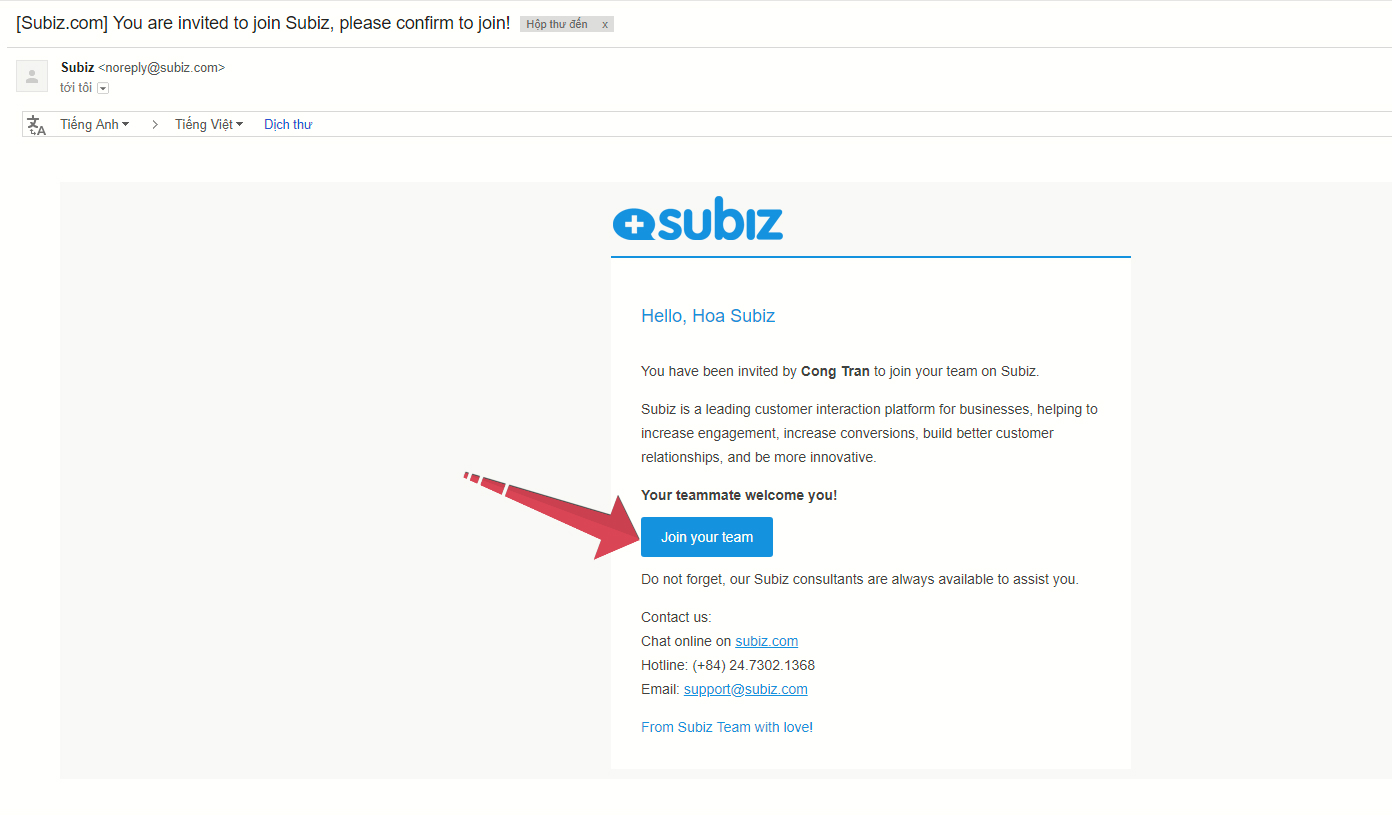 [Subiz.com] You are invited to join Subiz, please confirm to join! Hộp thư đến x
Subiz <noreply@subiz.com>
tới tôi
Tiếng Anh > Tiếng Việt Dịch thư
subiz
Hello, Hoa Subiz
You have been invited by Cong Tran to join your team on Subiz.
Subiz is a leading customer interaction platform for businesses, helping to
increase engagement, increase conversions, build better customer
relationships, and be more innovative.
Your teammate welcome you!
Join your team
Do not forget, our Subiz consultants are always available to assist you.
Contact us:
Chat online on subiz.com
Hotline: (+84) 24.7302.1368
Email: support@subiz.com
From Subiz Team with love!